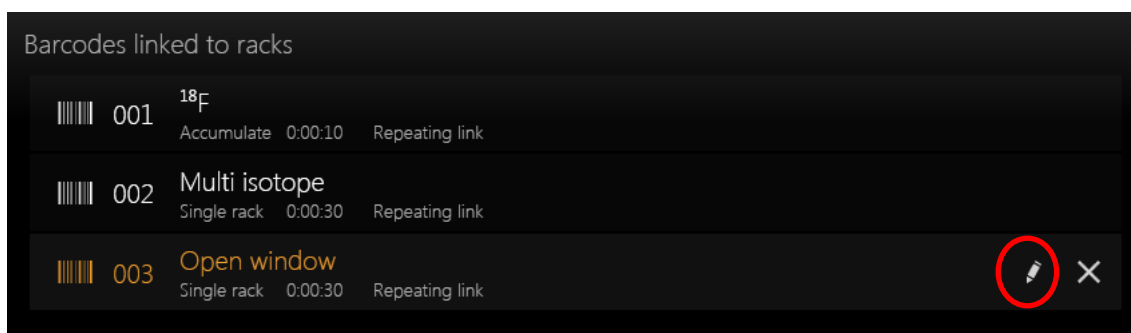 Barcodes linked to racks
001 ¹⁸F
Accumulate 0:00:10 Repeating link
002 Multi isotope
Single rack 0:00:30 Repeating link
003 Open window
Single rack 0:00:30 Repeating link